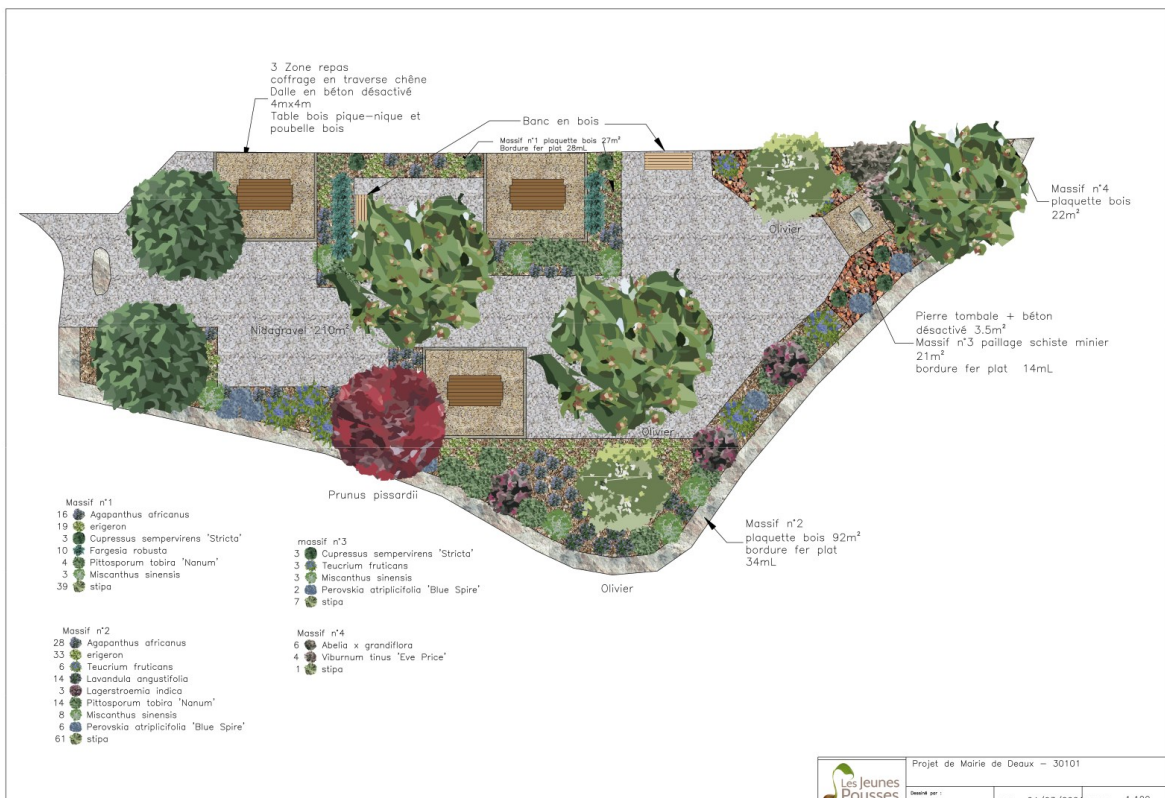 3 Zone repas
coffrage en traverse chêne
Dalle en béton désactivé
4mx4m
Table bois pique-nique et
poubelle bois
Banc en bois
Massif n°1 plaquette bois 27m²
Bordure fer plat 28mL
Massif n°4
plaquette bois
22m²
Olivier
Nidagravel 210m²
Pierre tombale + béton
désactivé 3.5m²
Massif n°3 paillage schiste minier
21m²
bordure fer plat 14mL
Olivier
Prunus pissardii
Massif n°2
plaquette bois 92m²
bordure fer plat
34mL
Olivier
Massif n°1
16 Agapanthus africanus
19 erigeron
3 Cupressus sempervirens 'Stricta'
10 Fargesia robusta
4 Pittosporum tobira 'Nanum'
3 Miscanthus sinensis
39 stipa
massif n°3
3 Cupressus sempervirens 'Stricta'
3 Teucrium fruticans
3 Miscanthus sinensis
2 Perovskia atriplicifolia 'Blue Spire'
7 stipa
Massif n°2
28 Agapanthus africanus
33 erigeron
6 Teucrium fruticans
14 Lavandula angustifolia
3 Lagerstroemia indica
14 Pittosporum tobira 'Nanum'
8 Miscanthus sinensis
6 Perovskia atriplicifolia 'Blue Spire'
61 stipa
Massif n°4
6 Abelia x grandiflora
4 Viburnum tinus 'Eve Price'
1 stipa
Projet de Mairie de Deaux - 30101
Les Jeunes
Pousses
Dessiné par :